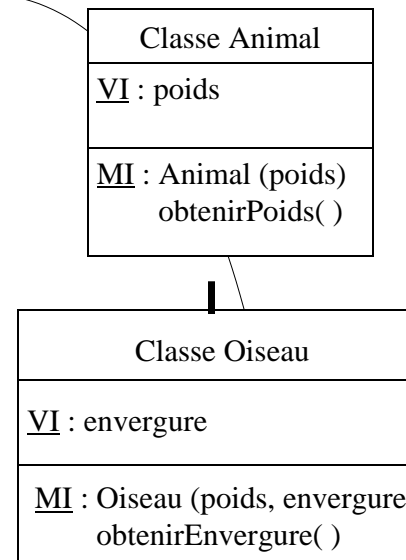 Classe Animal
VI : poids
MI : Animal (poids)
obtenirPoids( )
Classe Oiseau
VI : envergure
MI : Oiseau (poids, envergure
obtenirEnvergure( )